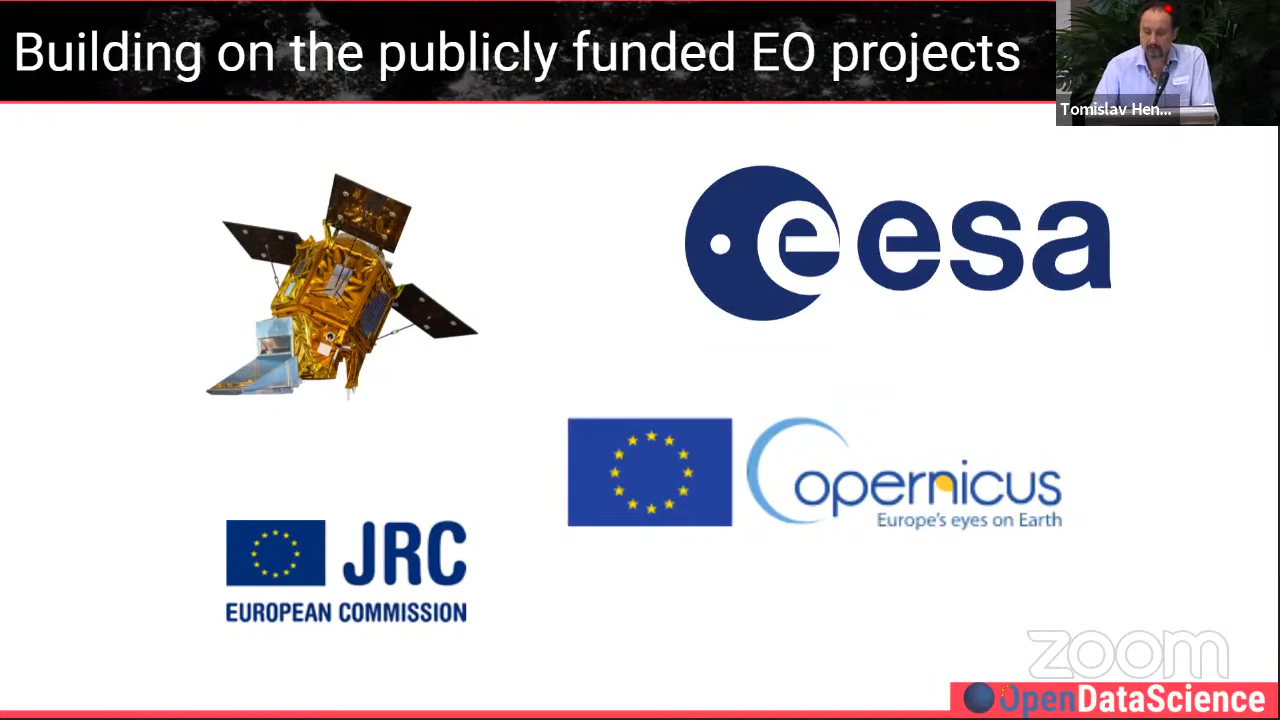 Building on the publicly funded EO projects
Tomislav Hen...
esa
Copernicus
Europe's eyes on Earth
JRC
EUROPEAN COMMISSION
zoom
OpenDataScience